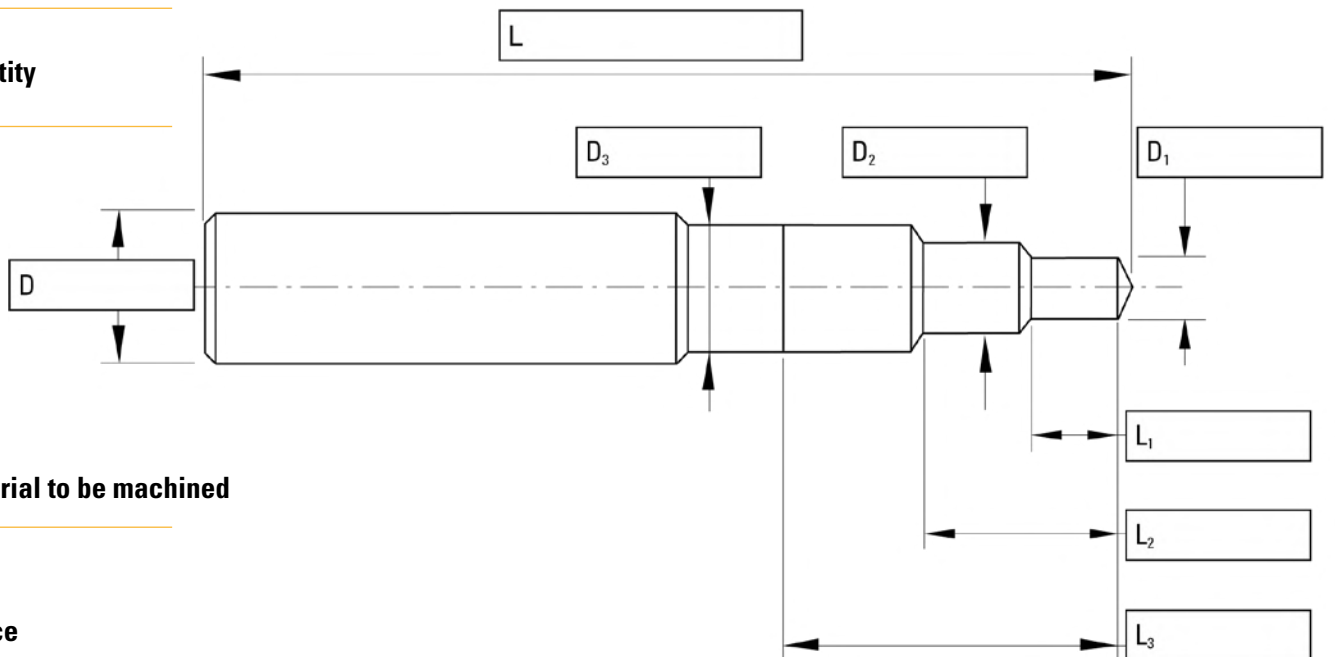 L
tity
D₃
D₂
D₁
D
L₁
rial to be machined
L₂
ce
L₃